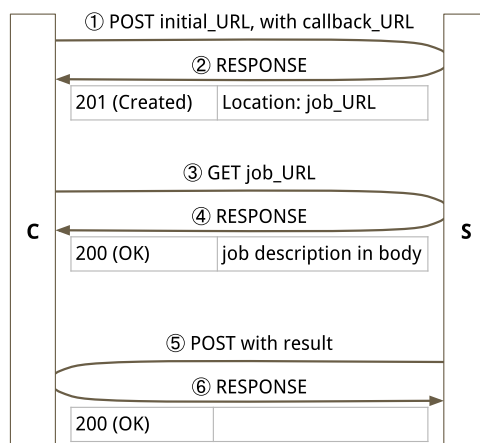 ① POST initial_URL, with callback_URL
② RESPONSE
201 (Created) Location: job_URL
③ GET job_URL
C
④ RESPONSE
S
200 (OK) job description in body
⑤ POST with result
⑥ RESPONSE
200 (OK)